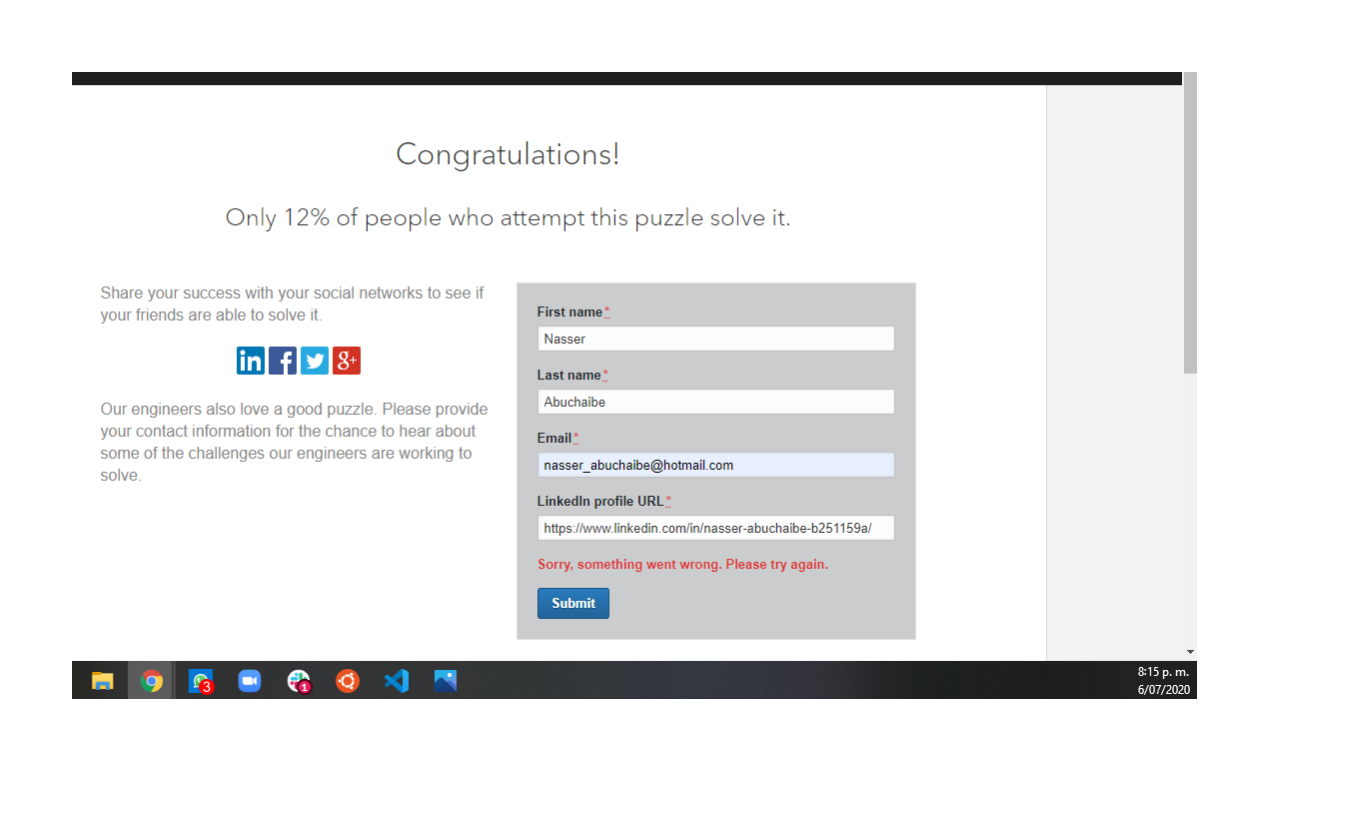 Congratulations!
Only 12% of people who attempt this puzzle solve it.
Share your success with your social networks to see if
your friends are able to solve it.
in f 8+
Our engineers also love a good puzzle. Please provide
your contact information for the chance to hear about
some of the challenges our engineers are working to
solve.
First name*
Nasser
Last name*
Abuchaibe
Email*
nasser_abuchaibe@hotmail.com
LinkedIn profile URL*
https://www.linkedin.com/in/nasser-abuchaibe-b251159a/
Sorry, something went wrong. Please try again.
Submit
3
1
8:15 p. m.
6/07/2020